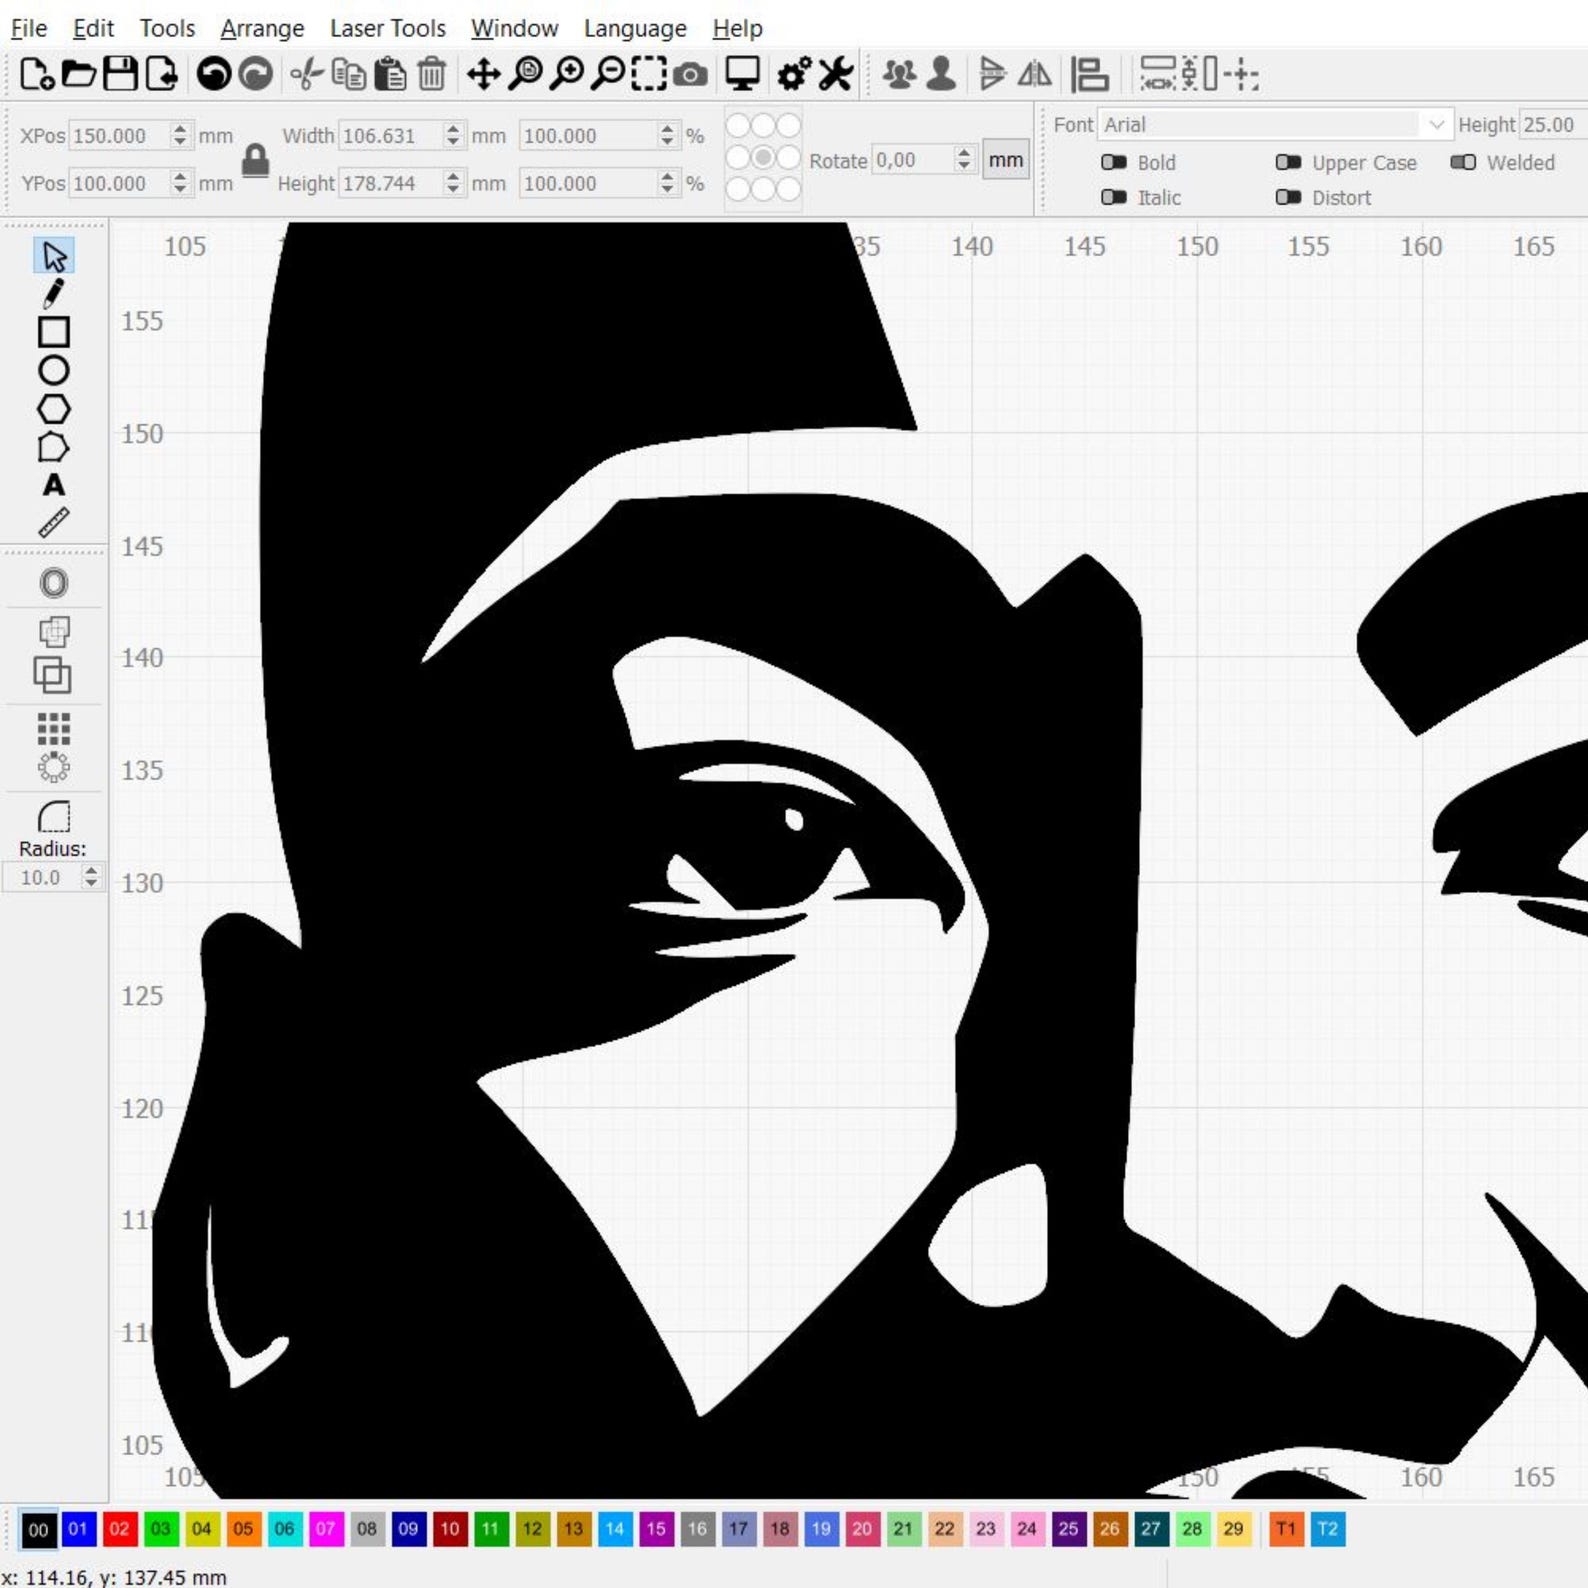 File Edit Tools Arrange Laser Tools Window Language Help
XPos 150.000 mm Width 106.631 mm 100.000 %
YPos 100.000 mm Height 178.744 mm 100.000 %
Rotate 0,00 mm
Font Arial Height 25.00
Bold Upper Case Welded
Italic Distort
105 35 140 145 150 155 160 165
155
150
145
140
135
130
125
120
11
11
105
Radius:
10.0
105 150 55 160 165
00 01 02 03 04 05 06 07 08 09 10 11 12 13 14 15 16 17 18 19 20 21 22 23 24 25 26 27 28 29 T1 T2
x: 114.16, y: 137.45 mm